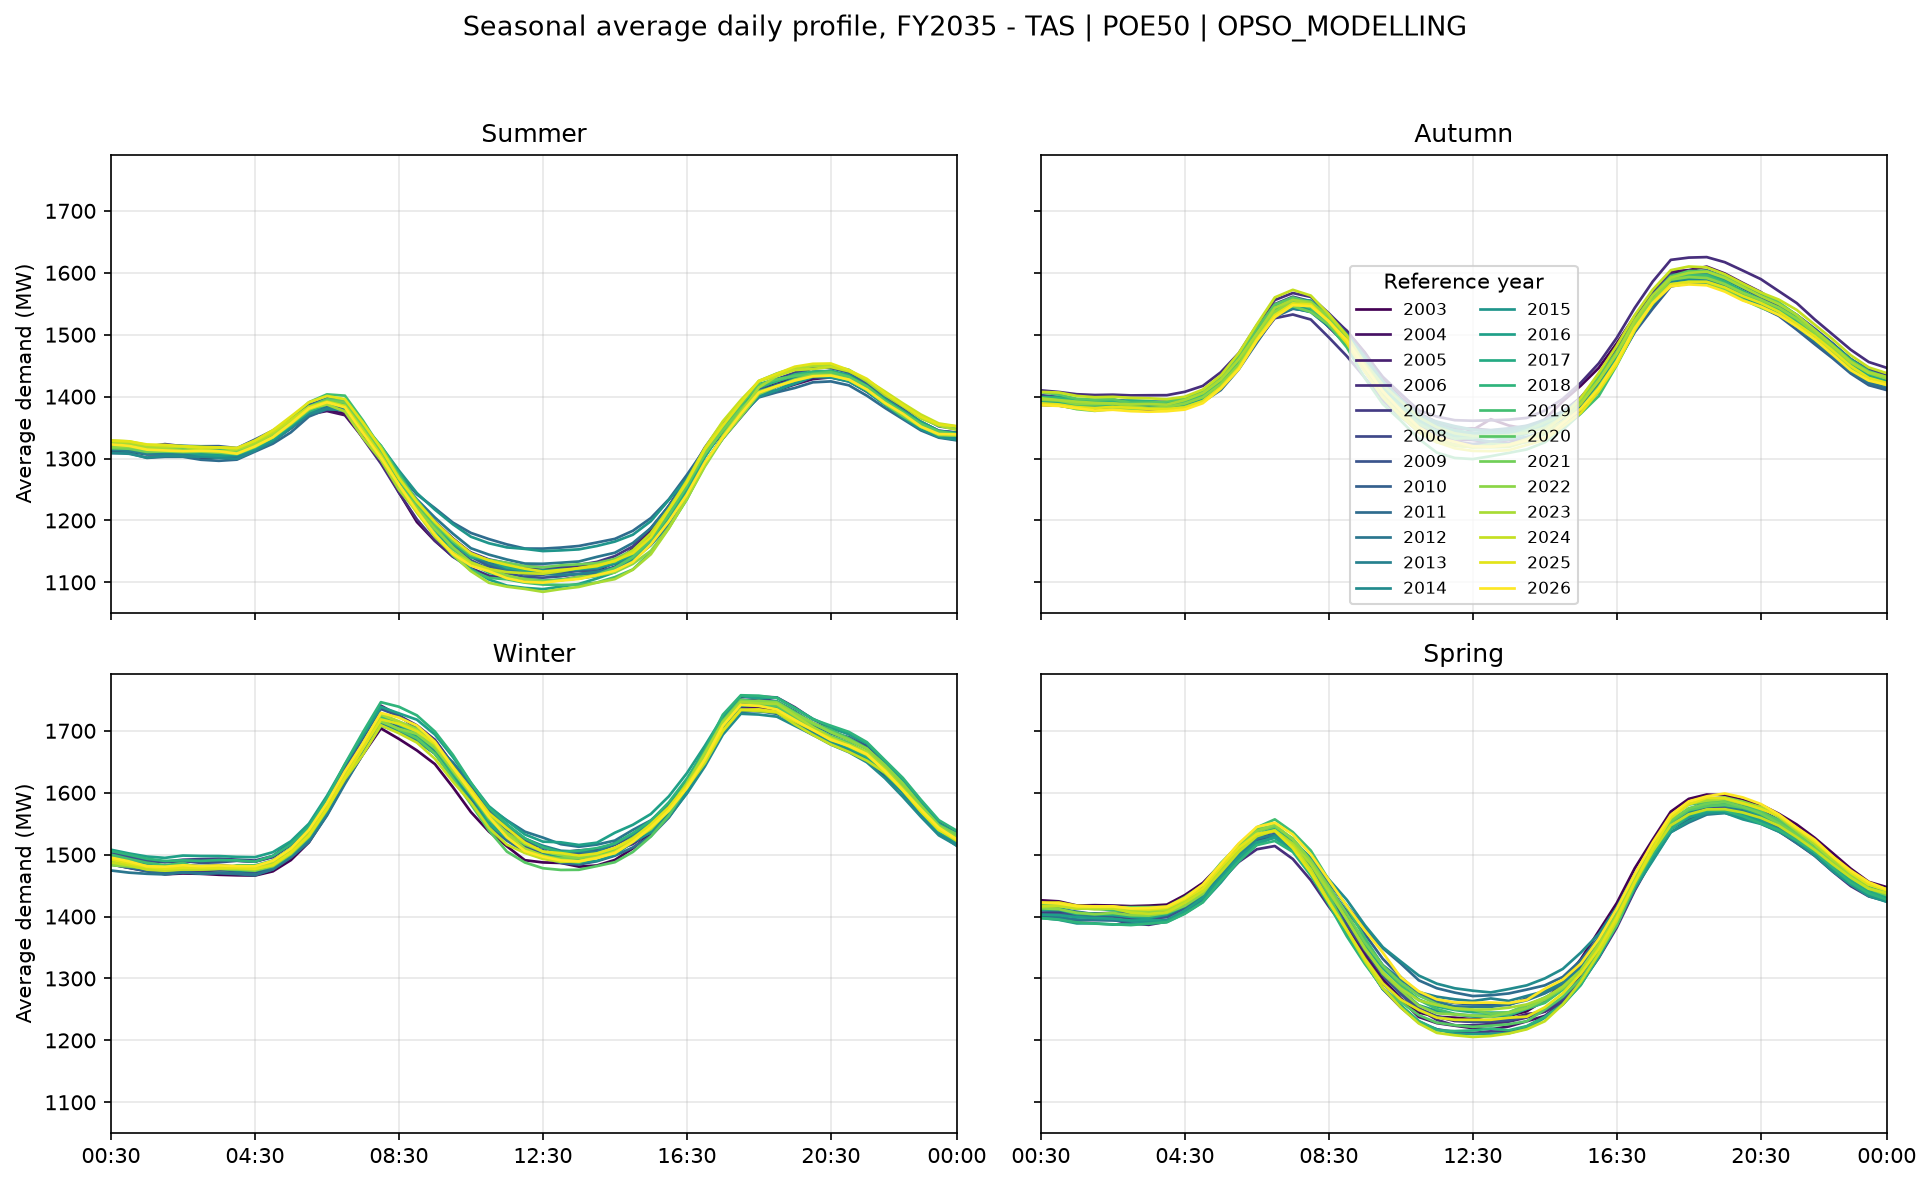 Seasonal average daily profile, FY2035 - TAS | POE50 | OPSO_MODELLING
Summer
Average demand (MW)
1700
1600
1500
1400
1300
1200
1100
Autumn
Reference year
2003 2015
2004 2016
2005 2017
2006 2018
2007 2019
2008 2020
2009 2021
2010 2022
2011 2023
2012 2024
2013 2025
2014 2026
Winter
Average demand (MW)
1700
1600
1500
1400
1300
1200
1100
00:30 04:30 08:30 12:30 16:30 20:30 00:00
Spring
00:30 04:30 08:30 12:30 16:30 20:30 00:00